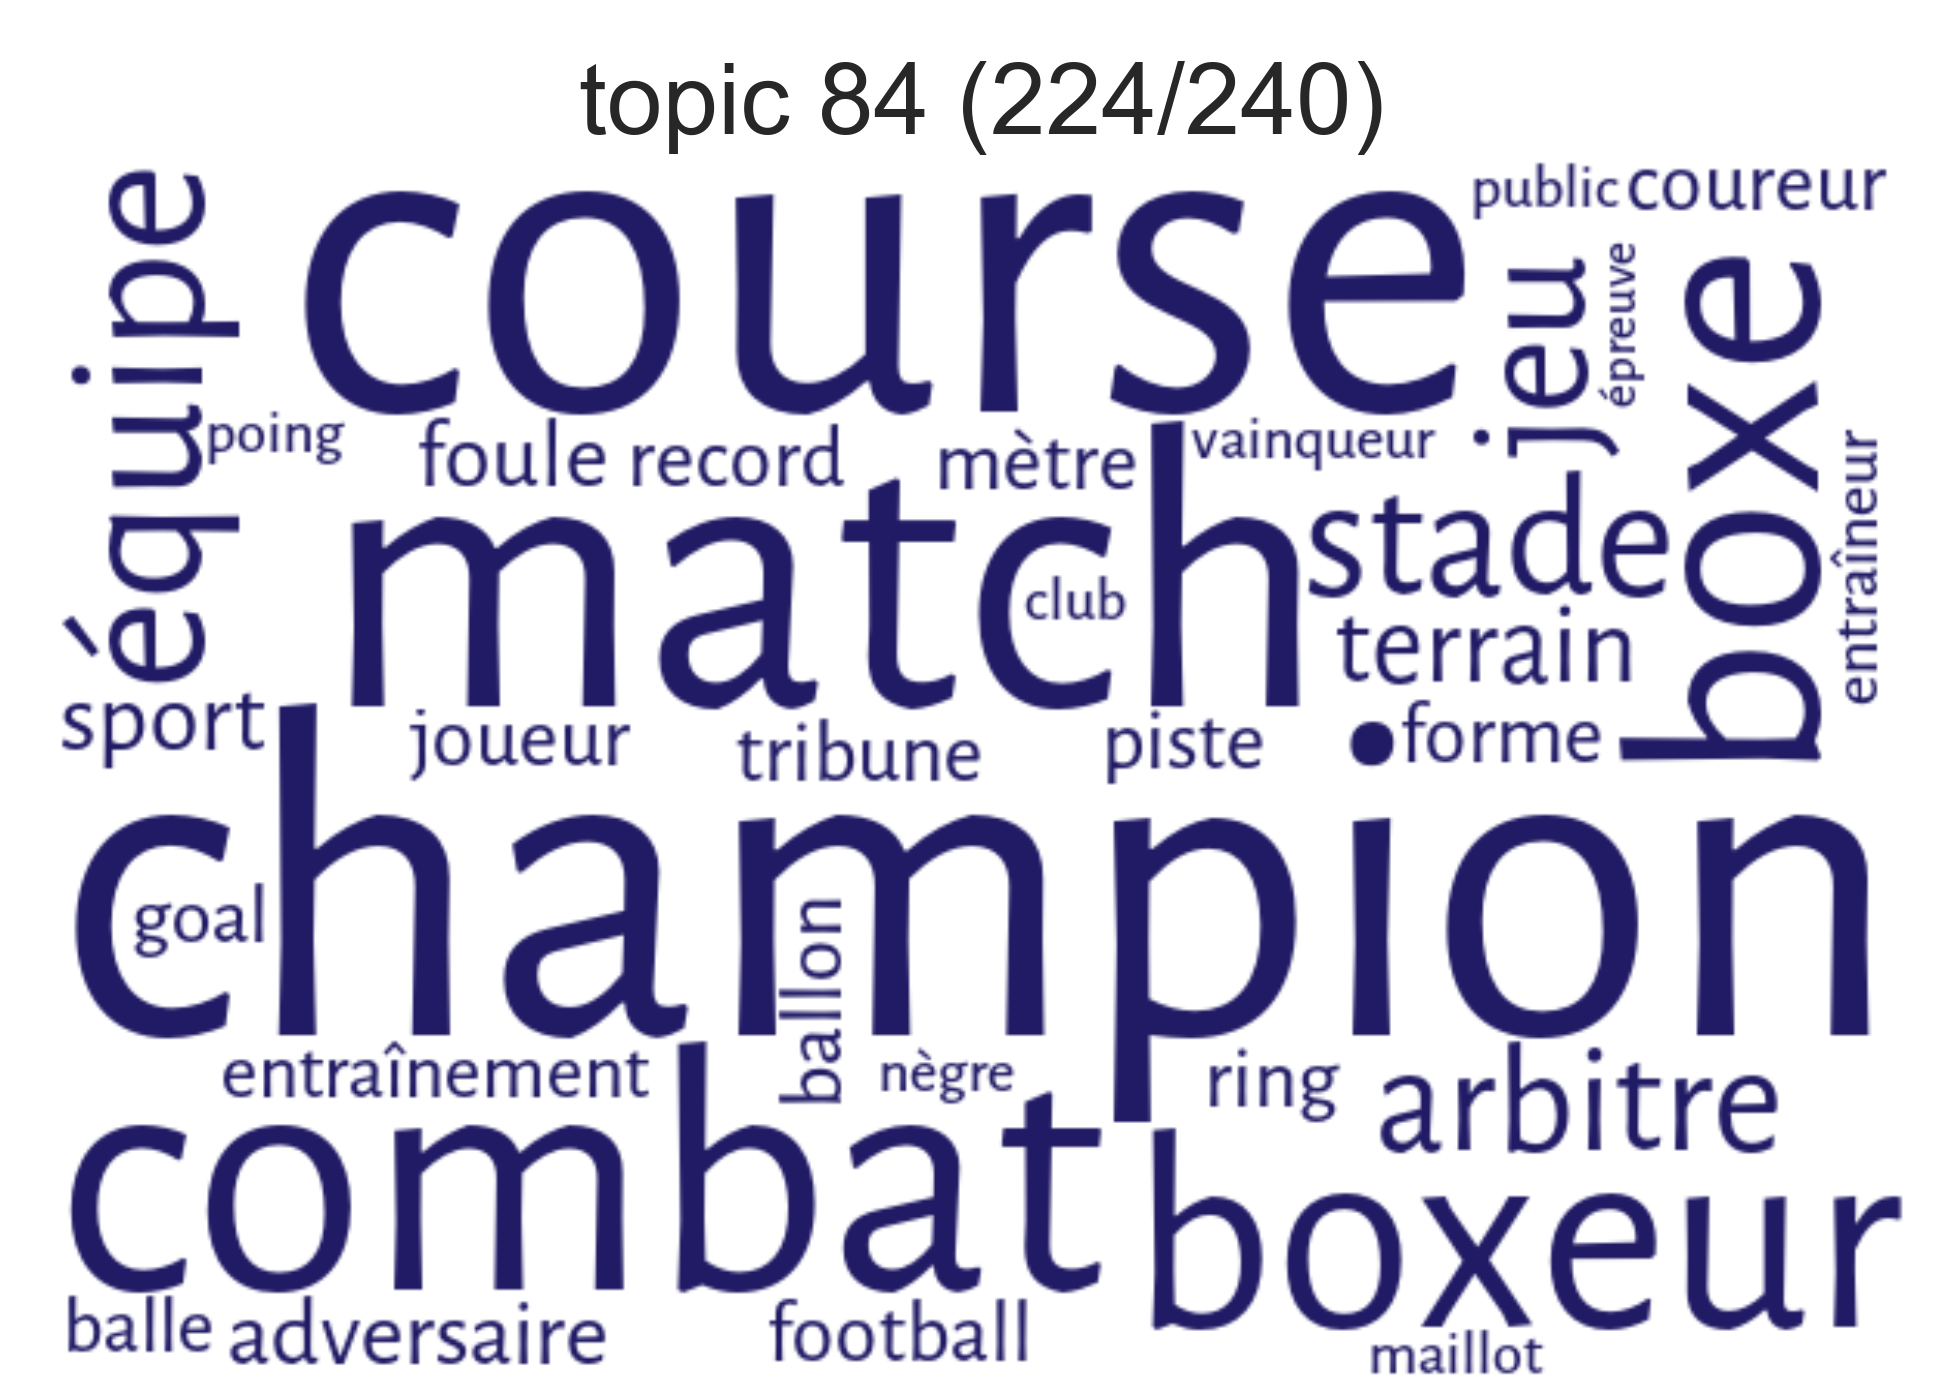 topic 84 (224/240)
course
public
coureur
équipe
jeu
épreuve
boxe
poing
foule
record
mètre
vainqueur
entraîneur
match
club
stade
terrain
sport
joueur
tribune
piste
forme
champion
goal
ballon
entraînement
nègre
ring
arbitre
combat
boxeur
balle
adversaire
football
maillot